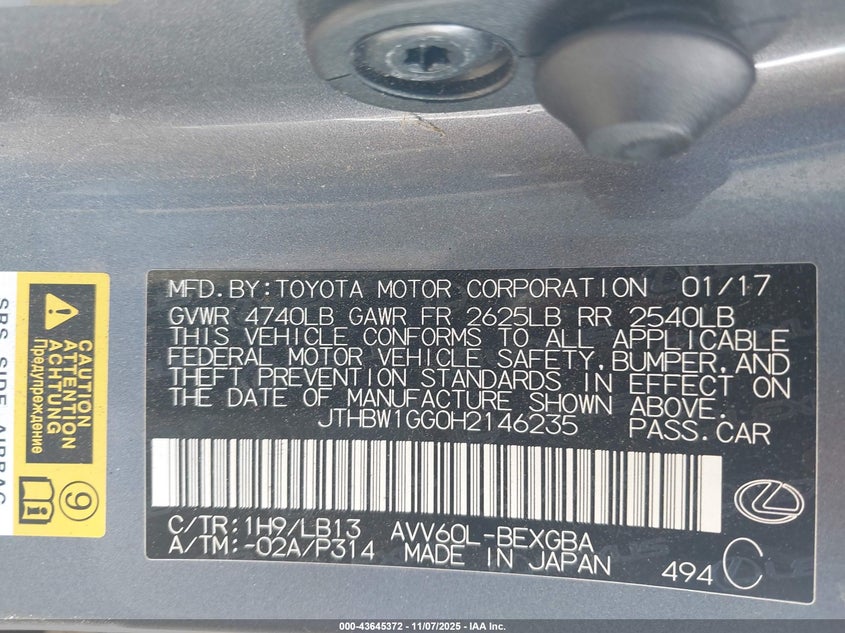 MFD. BY: TOYOTA MOTOR CORPORATION 01/17
GVWR 4740LB GAWR FR 2625LB RR 2540LB
THIS VEHICLE CONFORMS TO ALL APPLICABLE
FEDERAL MOTOR VEHICLE SAFETY, BUMPER, AND
THEFT PREVENTION STANDARDS IN EFFECT ON
THE DATE OF MANUFACTURE SHOWN ABOVE.
JTHBW1GG0H2146235 PASS.CAR
C/TR: 1H9/LB13 AVV60L-BEXGBA
A/TM: -02A/P314 MADE IN JAPAN
494 C
CAUTION
ATTENTION
ACHTUNG
Предупреждение
9
SRS SIDE AIRBAG
000-43645372 - 11/07/2025 - IAA Inc.